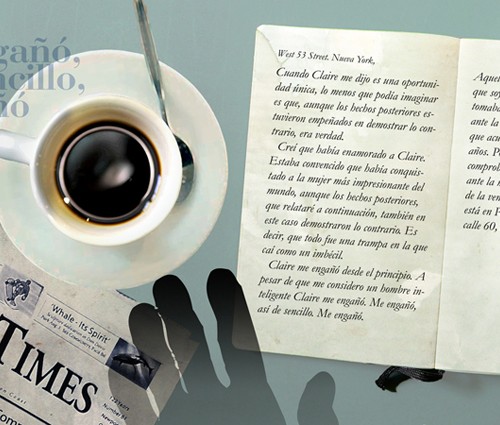 gañó,
ncillo,
ñó
West 53 Street. Nueva York,
Cuando Claire me dijo es una oportuni-
dad única, lo menos que podía imaginar
es que, aunque los hechos posteriores es-
tuvieron empeñados en demostrar lo con-
trario, era verdad.
Creí que había enamorado a Claire.
Estaba convencido que había conquis-
tado a la mujer más impresionante del
mundo, aunque los hechos posteriores,
que relataré a continuación, también en
este caso demostraron lo contrario. Es
decir, que todo fue una trampa en la que
caí como un imbécil.
Claire me engañó desde el principio. A
pesar de que me considero un hombre in-
teligente Claire me engañó. Me engañó,
así de sencillo. Me engañó.
Aque
que soy
tomaba
ante la
que acu
años. P
comprob
ante la
de la ven
está en F
calle 60,
'Whale - Its Spirit'
TIMES